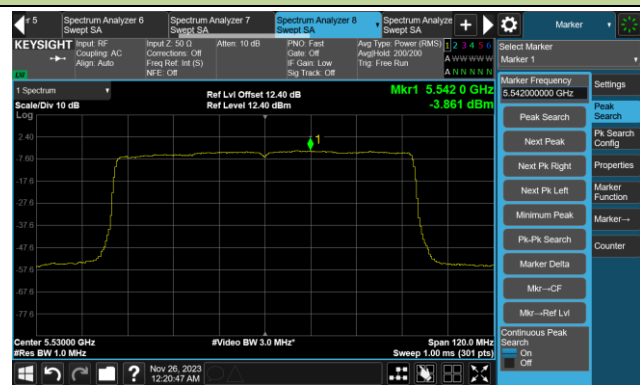 r 5
Spectrum Analyzer 6
Swept SA
Spectrum Analyzer 7
Swept SA
Spectrum Analyzer 8
Swept SA
Spectrum Analyze
Swept SA
Marker
KEYSIGHT
Input: RF
Coupling: AC
Align: Auto
Input Z: 50 Ω
Corrections: Off
Freq Ref: Int (S)
NFE: Off
Atten: 10 dB
PNO: Fast
Gate: Off
IF Gain: Low
Sig Track: Off
Avg Type: Power (RMS)
Avg|Hold: 200/200
Trig: Free Run
1 2 3 4 5 6
A W W W W W
A N N N N N
LXI
Select Marker
Marker 1
1 Spectrum
Scale/Div 10 dB
Log
Ref Lvl Offset 12.40 dB
Ref Level 12.40 dBm
Mkr1 5.542 0 GHz
-3.861 dBm
1
2.40
-7.60
-17.6
-27.6
-37.6
-47.6
-57.6
-67.6
-77.6
Center 5.53000 GHz
#Res BW 1.0 MHz
#Video BW 3.0 MHz*
Span 120.0 MHz
Sweep 1.00 ms (301 pts)
Marker Frequency
5.542000000 GHz
Peak Search
Next Peak
Next Pk Right
Next Pk Left
Minimum Peak
Pk-Pk Search
Marker Delta
Mkr→CF
Mkr→Ref Lvl
Continuous Peak
Search
On
Off
Settings
Peak
Search
Pk Search
Config
Properties
Marker
Function
Marker→
Counter
?
Nov 26, 2023
12:20:47 AM